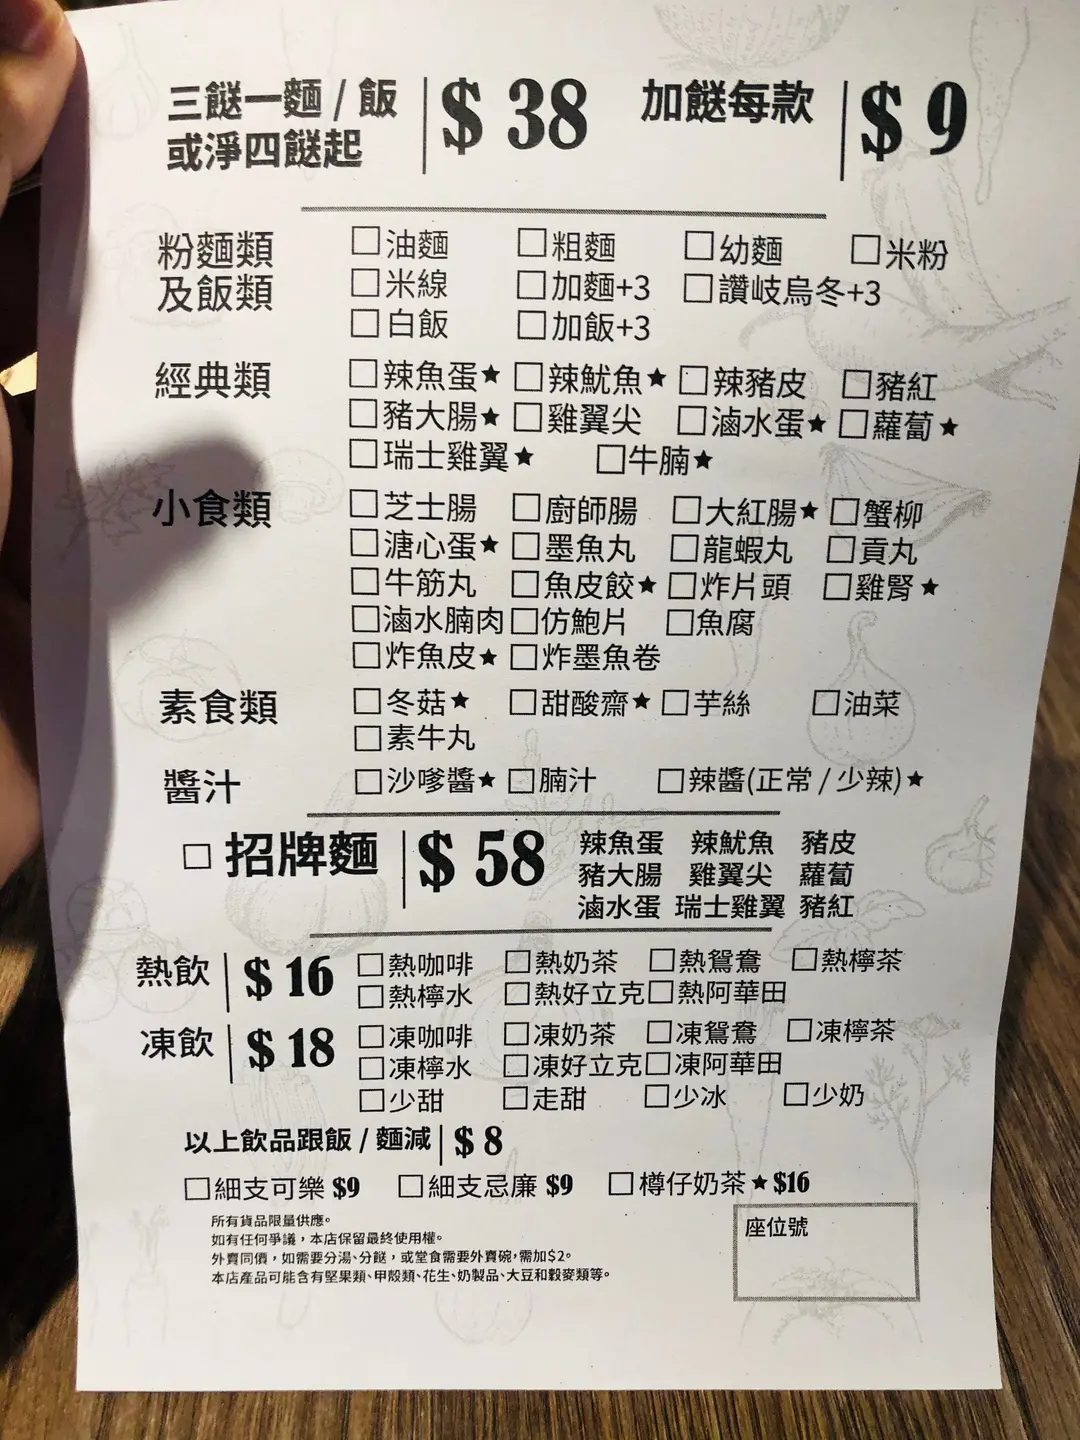 三餸一麵 / 飯 $ 38 加餸每款 $ 9
或淨四餸起
粉麵類 □油麵 □粗麵 □幼麵 □米粉
及飯類 □米線 □加麵+3 □讚岐烏冬+3
□白飯 □加飯+3
經典類 □辣魚蛋★ □辣魷魚★ □辣豬皮 □豬紅
□豬大腸★ □雞翼尖 □滷水蛋★ □蘿蔔★
□瑞士雞翼★ □牛腩★
小食類 □芝士腸 □廚師腸 □大紅腸★ □蟹柳
□溏心蛋★ □墨魚丸 □龍蝦丸 □貢丸
□牛筋丸 □魚皮餃★ □炸片頭 □雞腎★
□滷水腩肉 □仿鮑片 □魚腐
□炸魚皮★ □炸墨魚卷
素食類 □冬菇★ □甜酸齋★ □芋絲 □油菜
□素牛丸
醬汁 □沙嗲醬★ □腩汁 □辣醬(正常 / 少辣)★
□ 招牌麵 $ 58 辣魚蛋 辣魷魚 豬皮
豬大腸 雞翼尖 蘿蔔
滷水蛋 瑞士雞翼 豬紅
熱飲 $ 16 □熱咖啡 □熱奶茶 □熱鴛鴦 □熱檸茶
□熱檸水 □熱好立克 □熱阿華田
凍飲 $ 18 □凍咖啡 □凍奶茶 □凍鴛鴦 □凍檸茶
□凍檸水 □凍好立克 □凍阿華田
□少甜 □走甜 □少冰 □少奶
以上飲品跟飯 / 麵減 $ 8
□細支可樂 $9 □細支忌廉 $9 □樽仔奶茶★$16
所有貨品限量供應。
如有任何爭議，本店保留最終使用權。
外賣同價，如需要分湯、分餸，或堂食需要外賣碗，需加$2。
本店產品可能含有堅果類、甲殼類、花生、奶製品、大豆和穀麥類等。
座位號